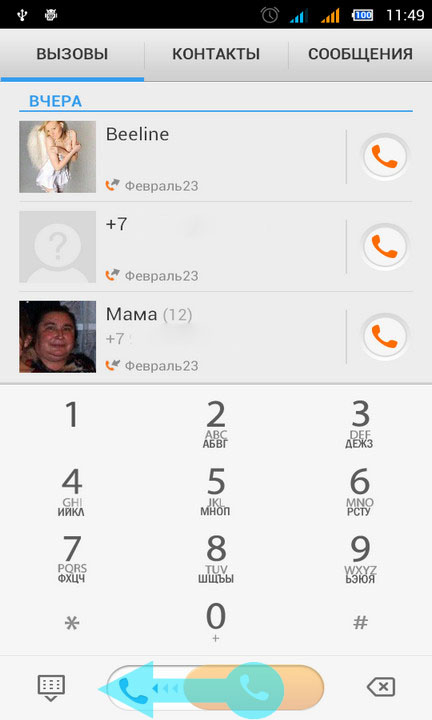 100 11:49
ВЫЗОВЫ КОНТАКТЫ СООБЩЕНИЯ
ВЧЕРА
Beeline
Февраль23
+7
Февраль23
Мама (12)
+7
Февраль23
1 2 3
ABC DEF
АБВГ ДЕЖЗ
4 5 6
GHI JKL MNO
ИЙКЛ МНОП РСТУ
7 8 9
PQRS TUV WXYZ
ФХЦЧ ШЩЪЫ ЬЭЮЯ
* 0 #
+